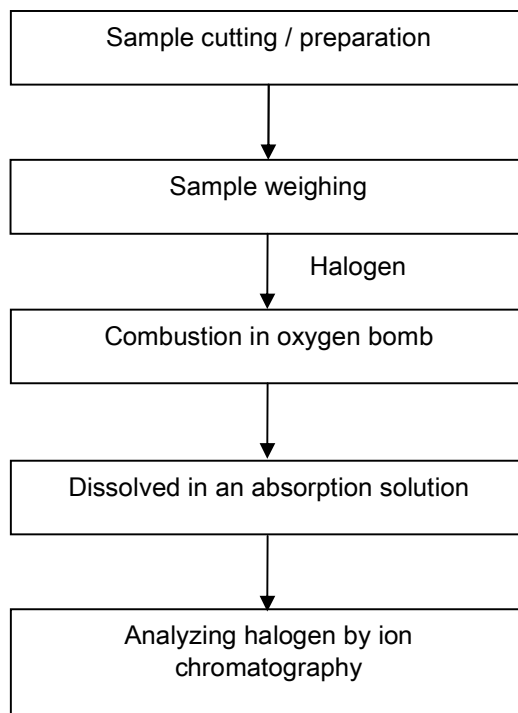 Sample cutting / preparation
Sample weighing
Halogen
Combustion in oxygen bomb
Dissolved in an absorption solution
Analyzing halogen by ion
chromatography